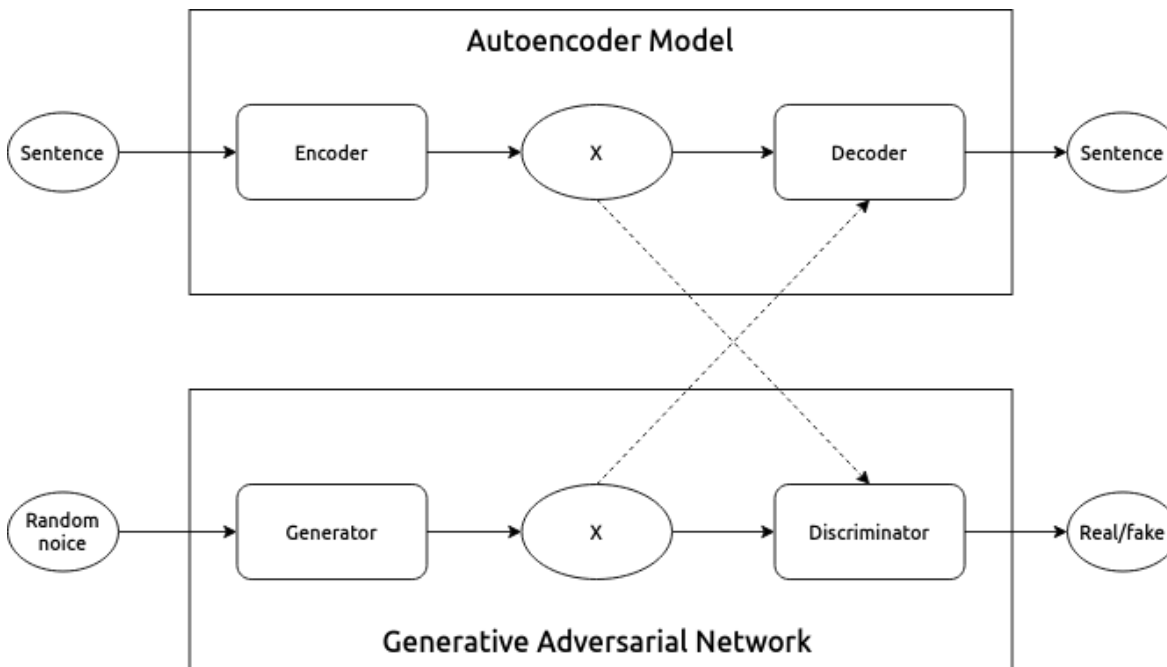 Autoencoder Model
Sentence
Encoder
X
Decoder
Sentence
Random
noice
Generator
X
Discriminator
Real/fake
Generative Adversarial Network